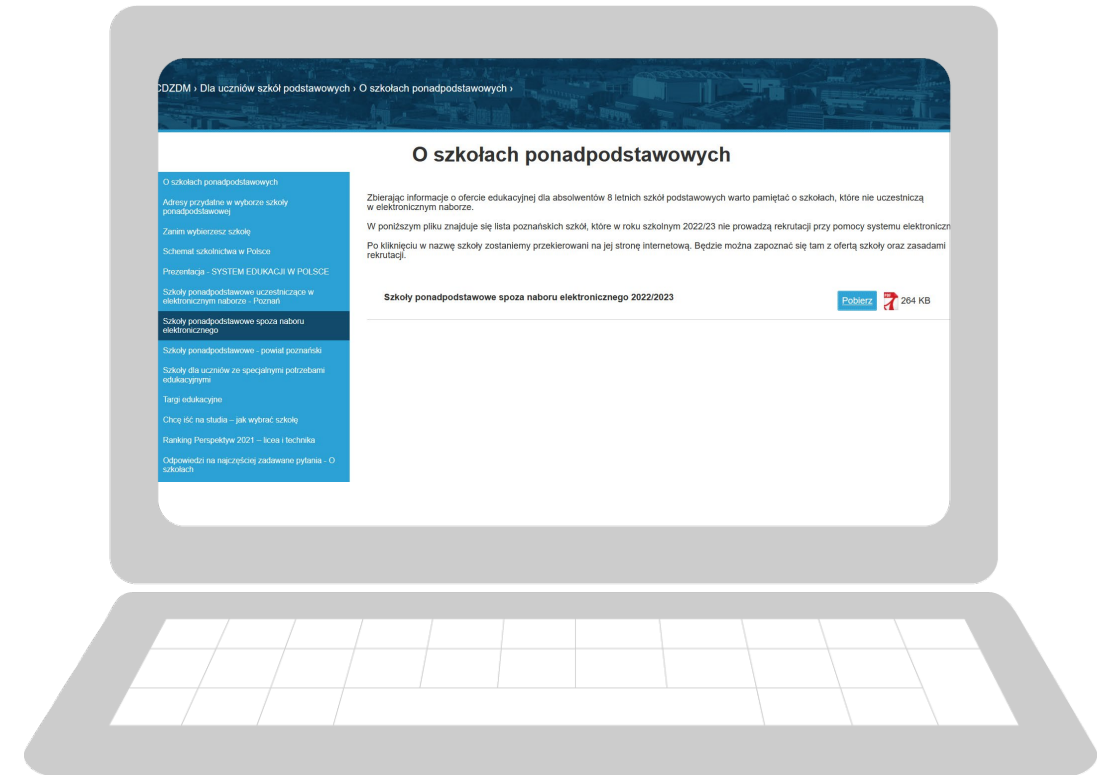 CDZDM › Dla uczniów szkół podstawowych › O szkołach ponadpodstawowych ›
O szkołach ponadpodstawowych
O szkołach ponadpodstawowych
Adresy przydatne w wyborze szkoły
ponadpodstawowej
Zanim wybierzesz szkołę
Schemat szkolnictwa w Polsce
Prezentacja - SYSTEM EDUKACJI W POLSCE
Szkoły ponadpodstawowe uczestniczące w
elektronicznym naborze - Poznań
Szkoły ponadpodstawowe spoza naboru
elektronicznego
Szkoły ponadpodstawowe - powiat poznański
Szkoły dla uczniów ze specjalnymi potrzebami
edukacyjnymi
Targi edukacyjne
Chcę iść na studia – jak wybrać szkołę
Ranking Perspektyw 2021 – licea i technika
Odpowiedzi na najczęściej zadawane pytania - O
szkołach
Zbierając informacje o ofercie edukacyjnej dla absolwentów 8 letnich szkół podstawowych warto pamiętać o szkołach, które nie uczestniczą
w elektronicznym naborze.
W poniższym pliku znajduje się lista poznańskich szkół, które w roku szkolnym 2022/23 nie prowadzą rekrutacji przy pomocy systemu elektroniczn
Po kliknięciu w nazwę szkoły zostaniemy przekierowani na jej stronę internetową. Będzie można zapoznać się tam z ofertą szkoły oraz zasadami
rekrutacji.
Szkoły ponadpodstawowe spoza naboru elektronicznego 2022/2023 Pobierz 264 KB